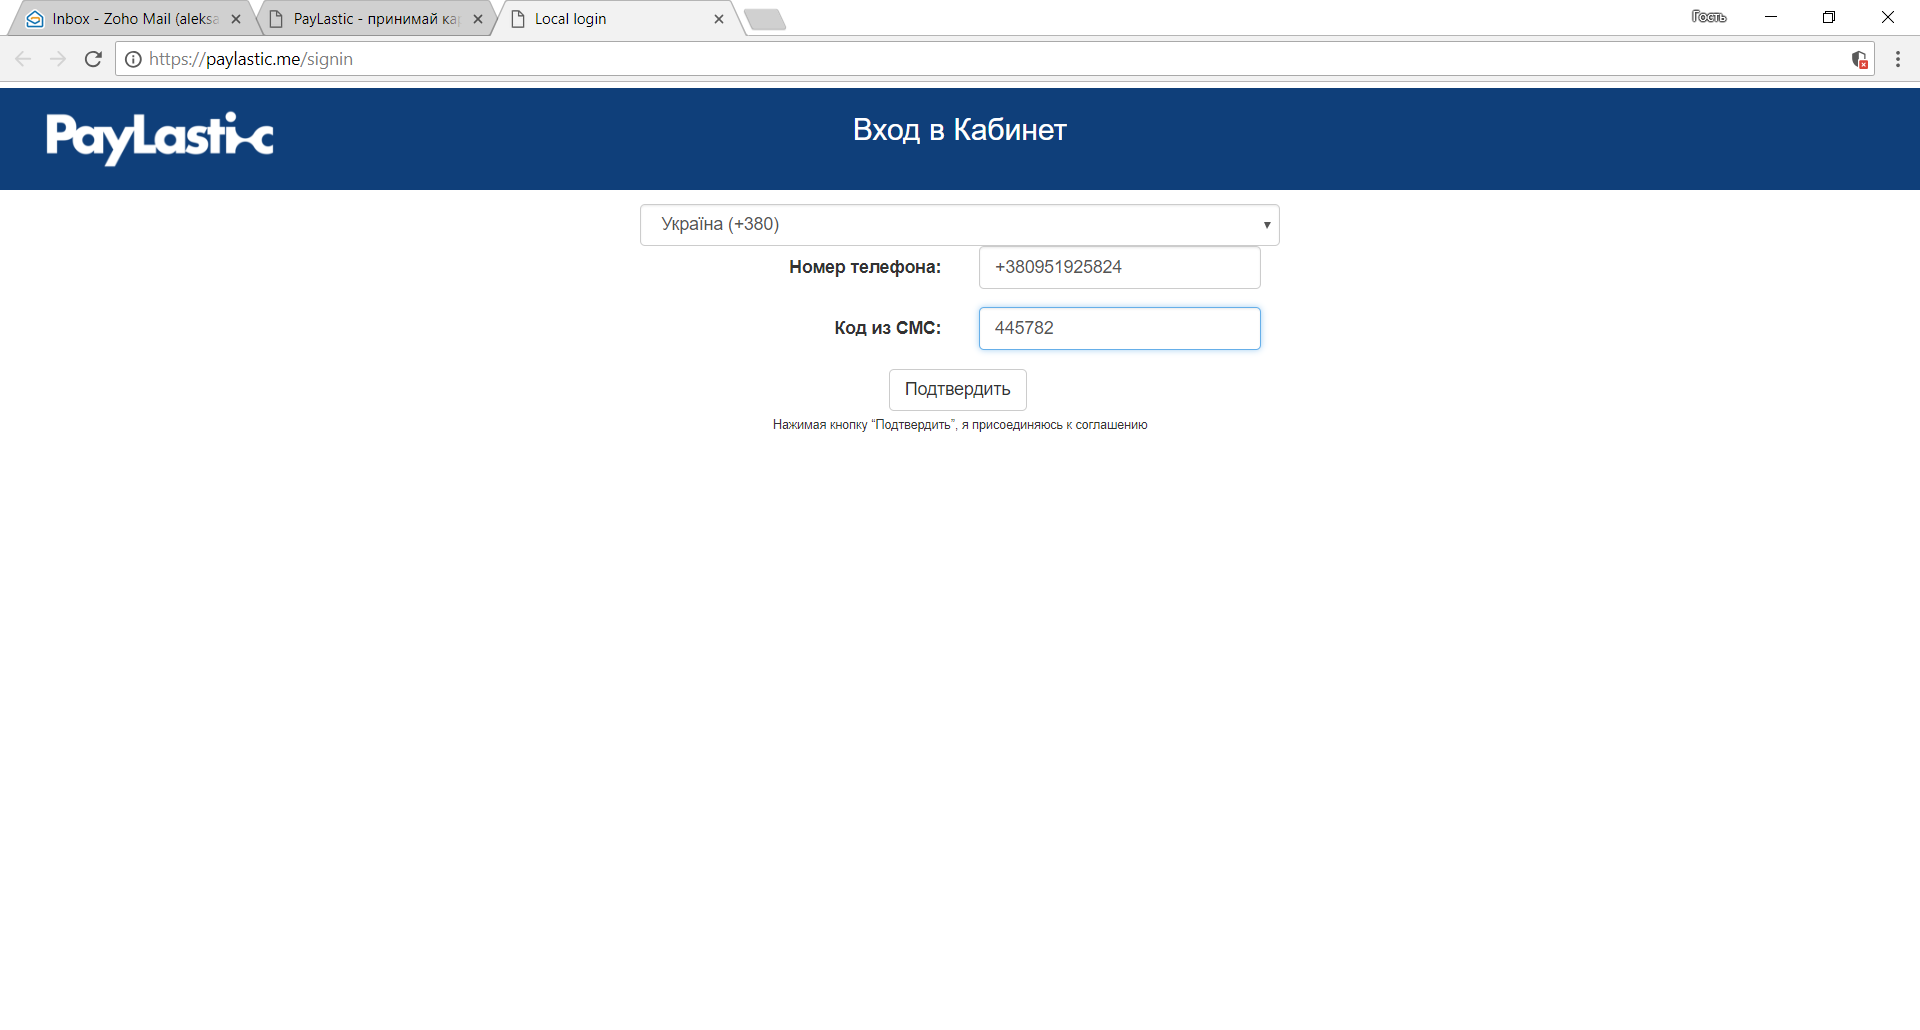 Inbox - Zoho Mail (aleksa
PayLastic - принимай ка
Local login
Гость
https://paylastic.me/signin
PayLastic
Вход в Кабинет
Україна (+380)
Номер телефона:
+380951925824
Код из СМС:
445782
Подтвердить
Нажимая кнопку “Подтвердить”, я присоединяюсь к соглашению